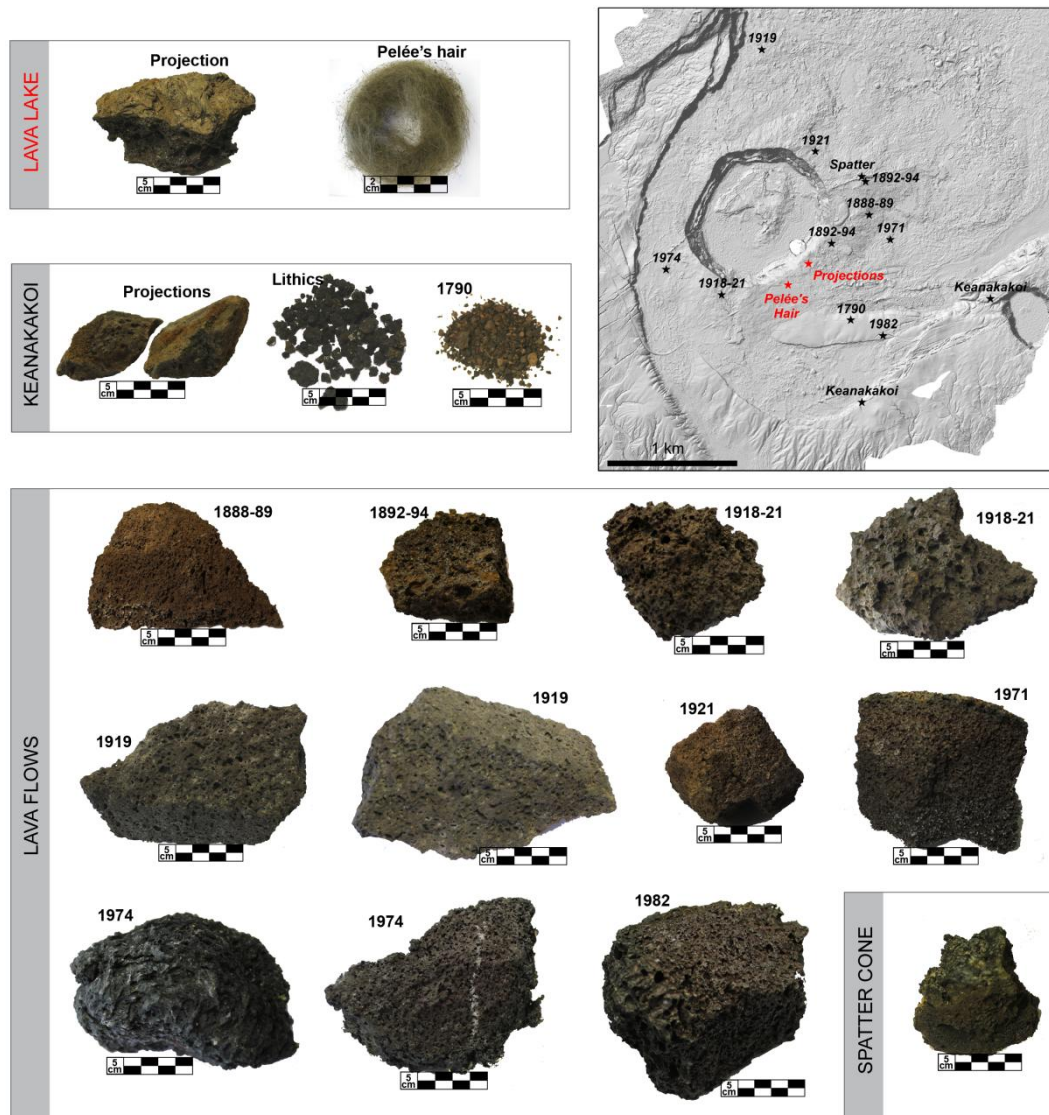 LAVA LAKE
Projection
5
cm
Pelée's hair
2
cm
KEANAKAKOI
Projections
5
cm
Lithics
5
cm
1790
5
cm
1919
1921
Spatter
1892-94
1888-89
1892-94
1971
1974
Projections
1918-21
Pelée's
Hair
Keanakakoi
1790
1982
Keanakakoi
1 km
LAVA FLOWS
1888-89
5
cm
1892-94
5
cm
1918-21
5
cm
1918-21
5
cm
1919
5
cm
1919
5
cm
1921
5
cm
1971
5
cm
1974
5
cm
1974
5
cm
1982
5
cm
SPATTER CONE
5
cm